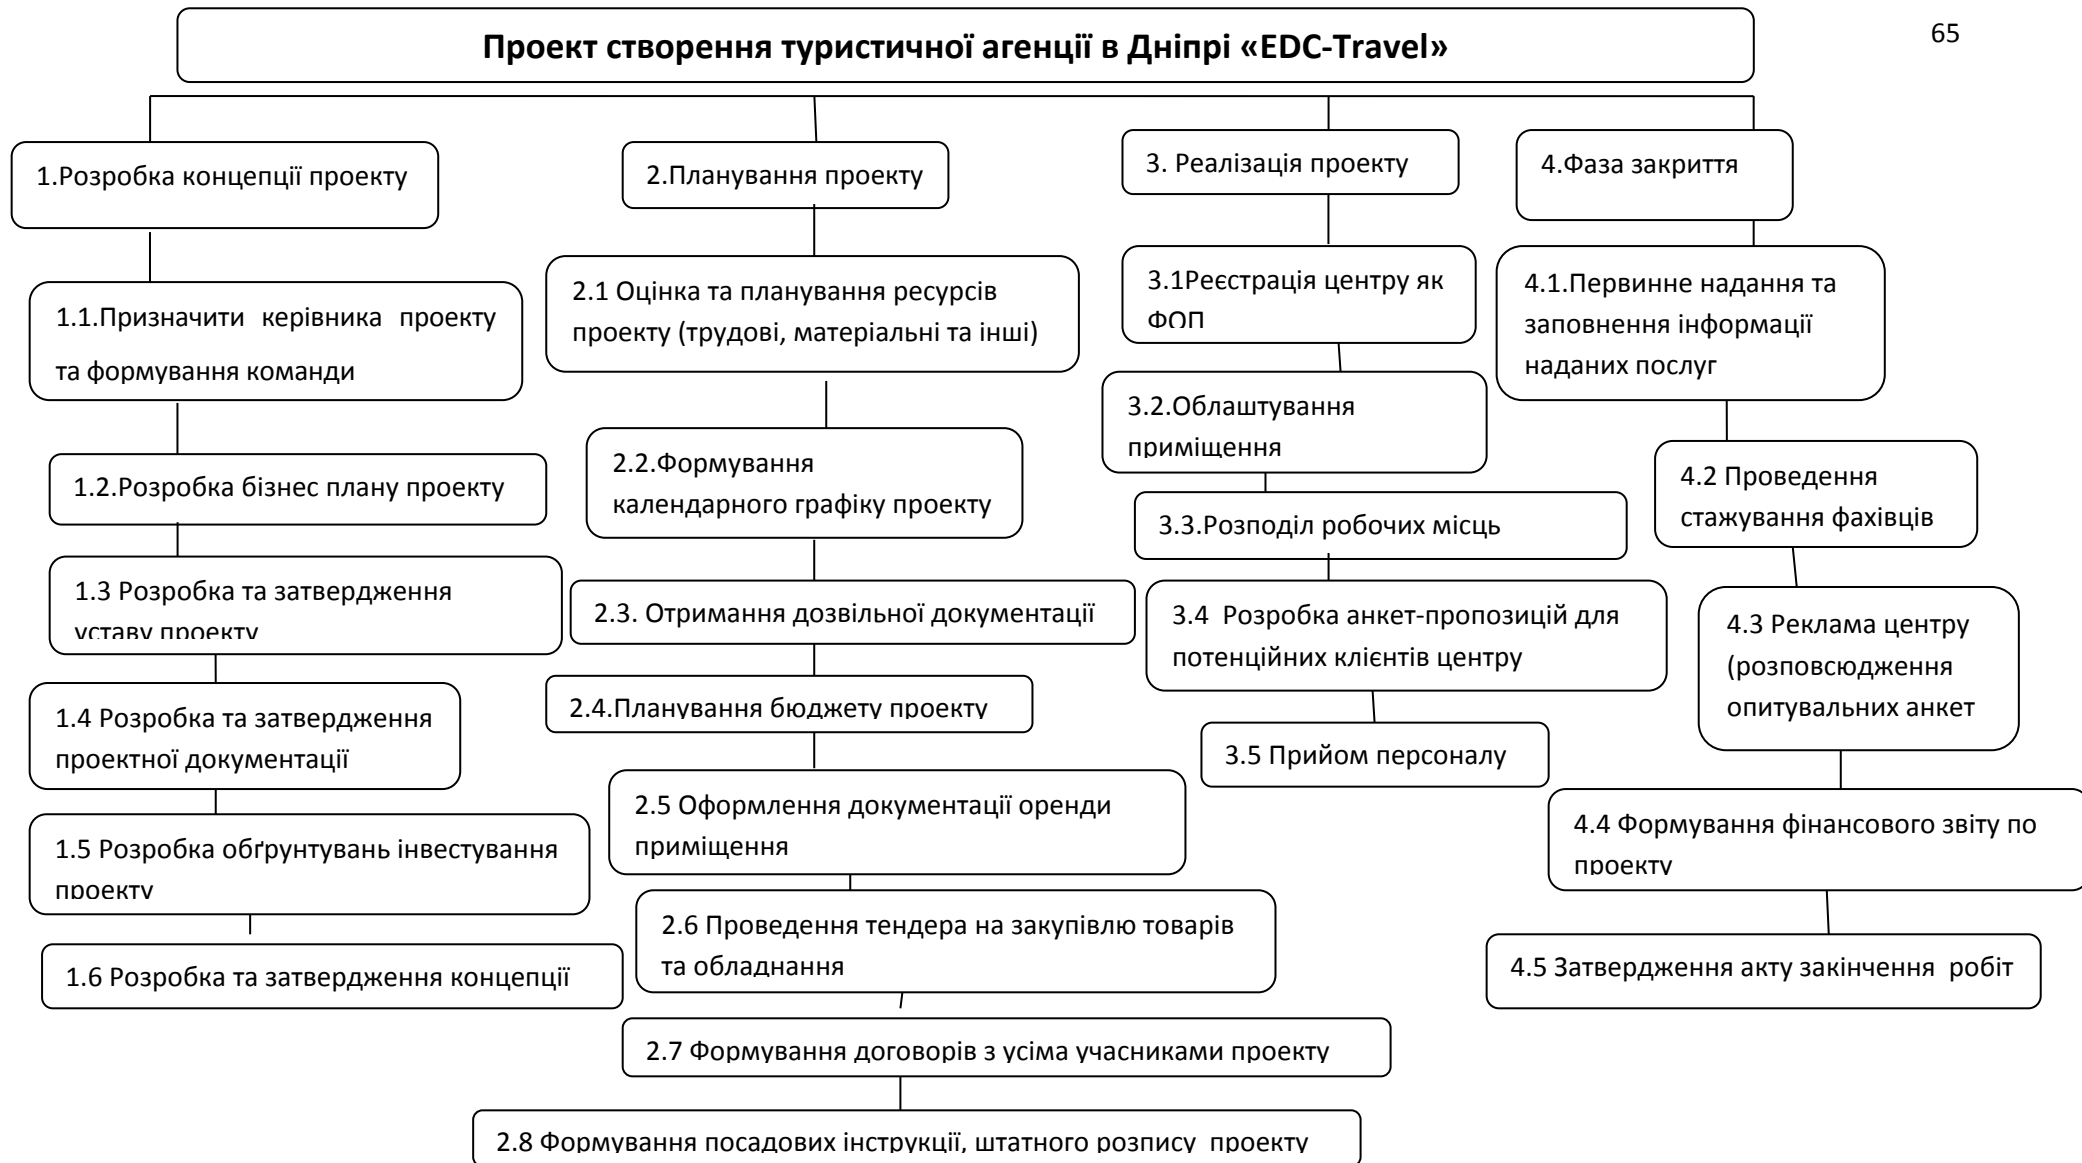 65
Проект створення туристичної агенції в Дніпрі «EDC-Travel»
1.Розробка концепції проекту
1.1.Призначити керівника проекту
та формування команди
1.2.Розробка бізнес плану проекту
1.3 Розробка та затвердження
уставу проекту
1.4 Розробка та затвердження
проектної документації
1.5 Розробка обґрунтувань інвестування
проекту
1.6 Розробка та затвердження концепції
2.Планування проекту
2.1 Оцінка та планування ресурсів
проекту (трудові, матеріальні та інші)
2.2.Формування
календарного графіку проекту
2.3. Отримання дозвільної документації
2.4.Планування бюджету проекту
2.5 Оформлення документації оренди
приміщення
2.6 Проведення тендера на закупівлю товарів
та обладнання
2.7 Формування договорів з усіма учасниками проекту
2.8 Формування посадових інструкції, штатного розпису проекту
3. Реалізація проекту
3.1Реєстрація центру як
ФОП
3.2.Облаштування
приміщення
3.3.Розподіл робочих місць
3.4 Розробка анкет-пропозицій для
потенційних клієнтів центру
3.5 Прийом персоналу
4.Фаза закриття
4.1.Первинне надання та
заповнення інформації
наданих послуг
4.2 Проведення
стажування фахівців
4.3 Реклама центру
(розповсюдження
опитувальних анкет
4.4 Формування фінансового звіту по
проекту
4.5 Затвердження акту закінчення робіт